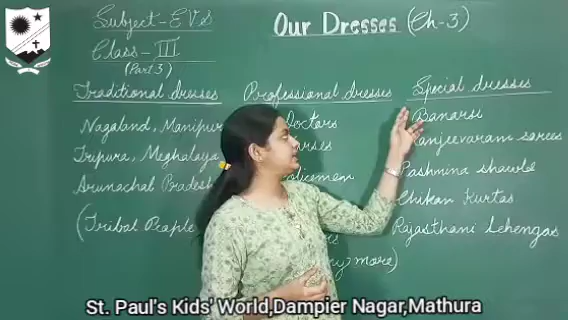 Subject-EVS
Our Dresses (Ch-3)
Class-III
(Part 3)
Traditional dresses
Nagaland, Manipur
Tripura, Meghalaya
Arunachal Pradesh
(Tribal People
Professional dresses
Doctors
Policemen
more)
Special dresses
Banarsi
Kanjeevaram sarees
Pashmina shawls
Chikan Kurtas
Rajasthani Lehengas
St. Paul's Kids' World,Dampier Nagar,Mathura